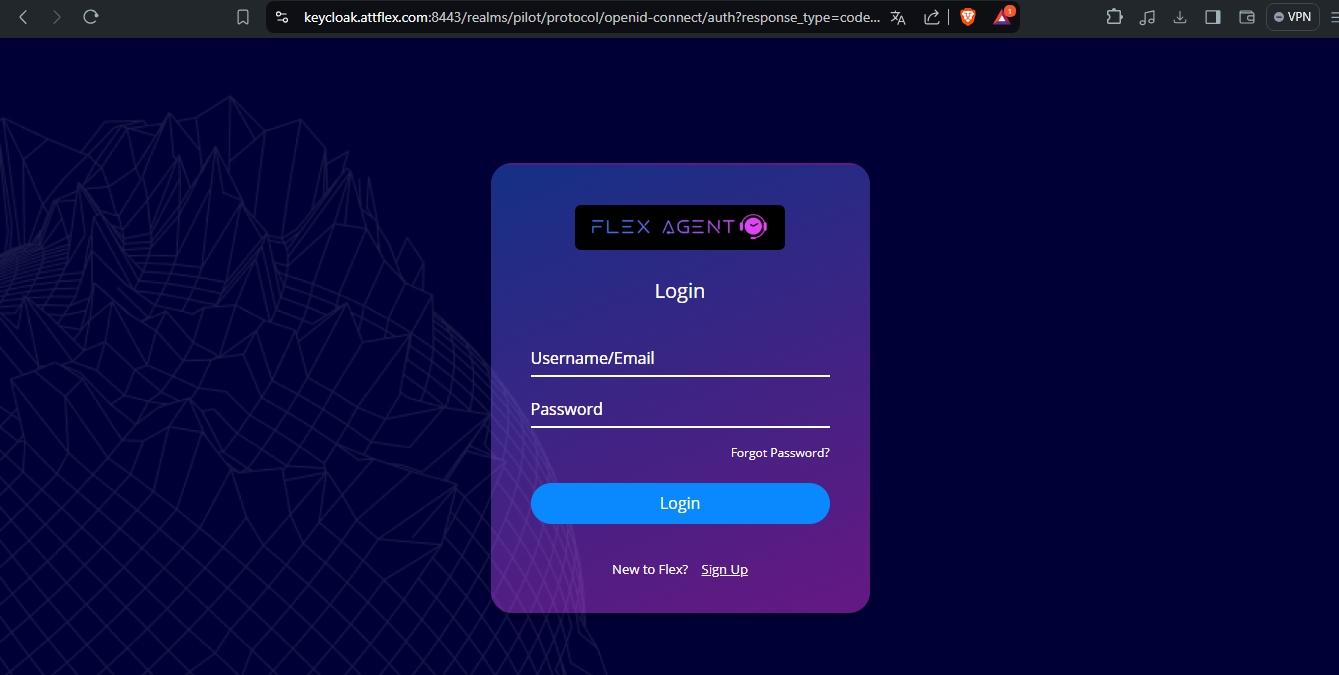 keycloak.attflex.com:8443/realms/pilot/protocol/openid-connect/auth?response_type=code...
1
VPN
FLEX AGENT
Login
Username/Email
Password
Forgot Password?
Login
New to Flex? Sign Up